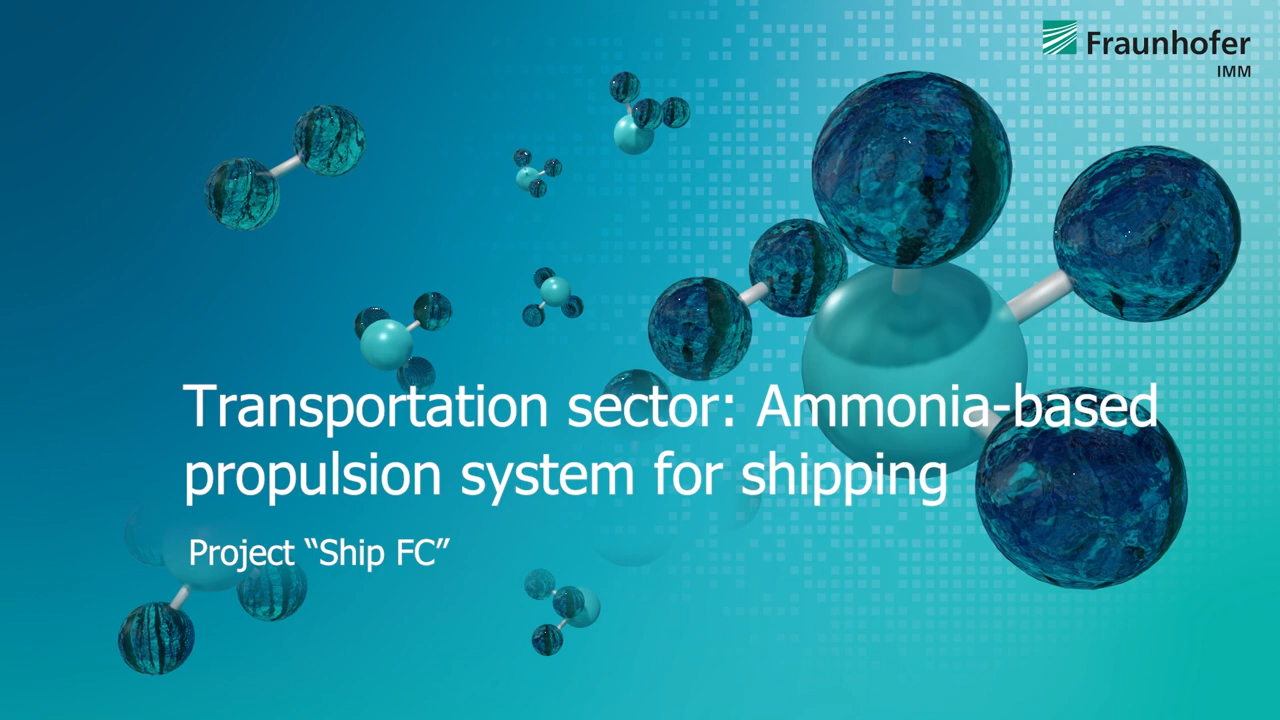 Fraunhofer
IMM
Transportation sector: Ammonia-based
propulsion system for shipping
Project “Ship FC”